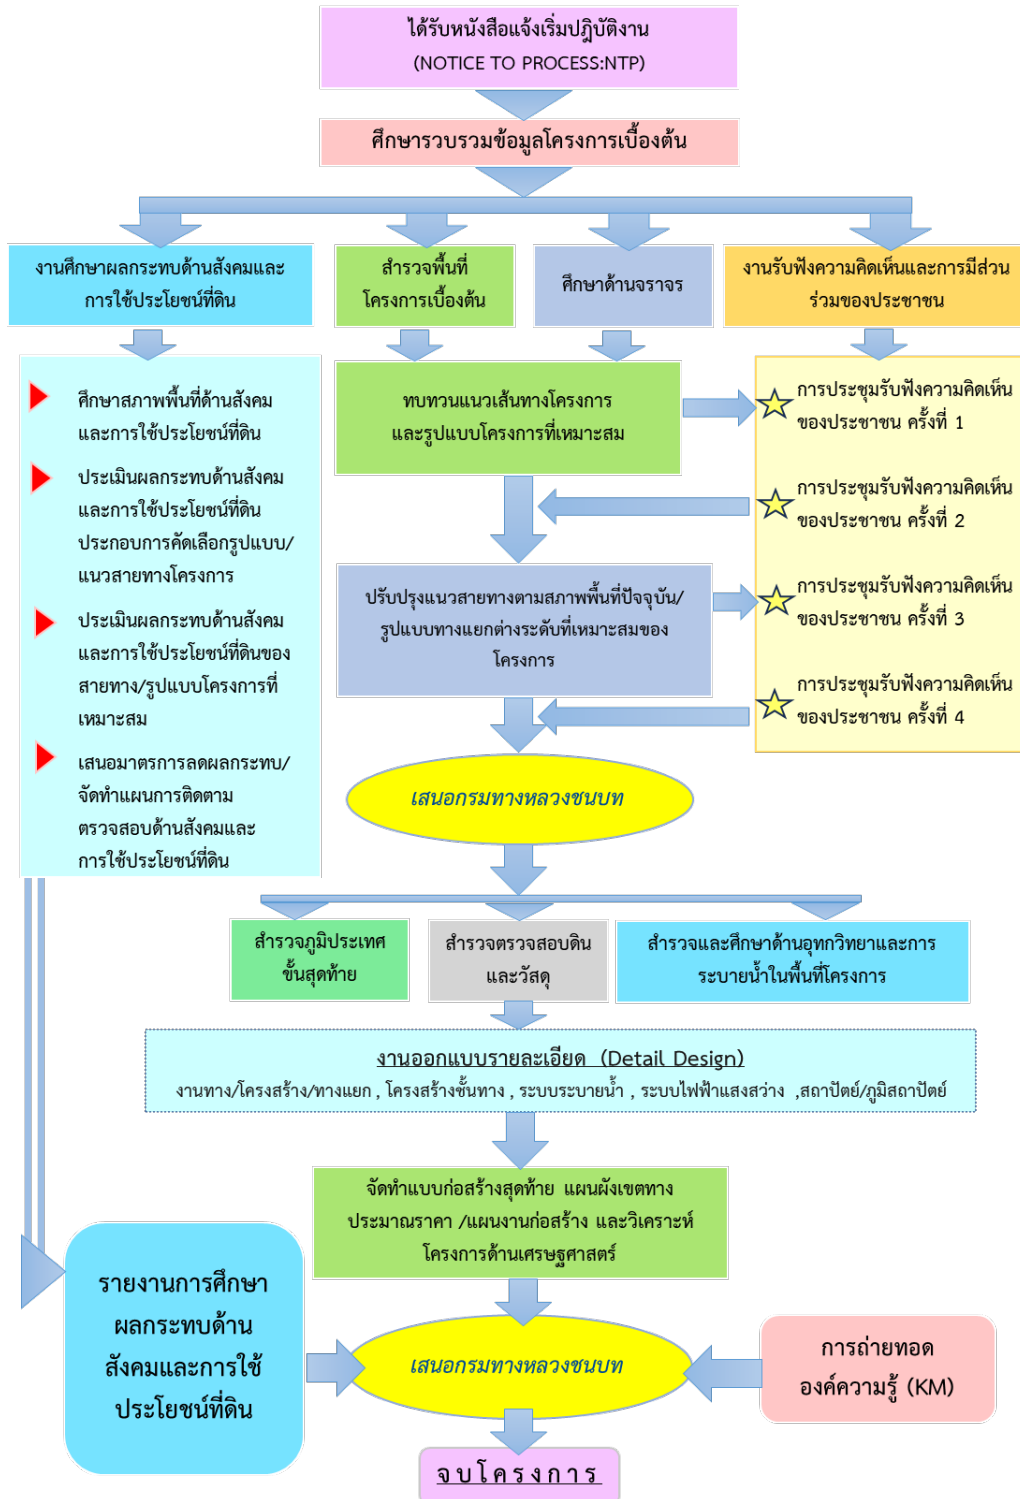 ได้รับหนังสือแจ้งเริ่มปฎิบัติงาน
(NOTICE TO PROCESS:NTP)
ศึกษารวบรวมข้อมูลโครงการเบื้องต้น
งานศึกษาผลกระทบด้านสังคมและ
การใช้ประโยชน์ที่ดิน
สำรวจพื้นที่
โครงการเบื้องต้น
ศึกษาด้านจราจร
งานรับฟังความคิดเห็นและการมีส่วน
ร่วมของประชาชน
ศึกษาสภาพพื้นที่ด้านสังคม
และการใช้ประโยชน์ที่ดิน
ประเมินผลกระทบด้านสังคม
และการใช้ประโยชน์ที่ดิน
ประกอบการคัดเลือกรูปแบบ/
แนวสายทางโครงการ
ประเมินผลกระทบด้านสังคม
และการใช้ประโยชน์ที่ดินของ
สายทาง/รูปแบบโครงการที่
เหมาะสม
เสนอมาตรการลดผลกระทบ/
จัดทำแผนการติดตาม
ตรวจสอบด้านสังคมและ
การใช้ประโยชน์ที่ดิน
ทบทวนแนวเส้นทางโครงการ
และรูปแบบโครงการที่เหมาะสม
การประชุมรับฟังความคิดเห็น
ของประชาชน ครั้งที่ 1
การประชุมรับฟังความคิดเห็น
ของประชาชน ครั้งที่ 2
การประชุมรับฟังความคิดเห็น
ของประชาชน ครั้งที่ 3
การประชุมรับฟังความคิดเห็น
ของประชาชน ครั้งที่ 4
ปรับปรุงแนวสายทางตามสภาพพื้นที่ปัจจุบัน/
รูปแบบทางแยกต่างระดับที่เหมาะสมของ
โครงการ
เสนอกรมทางหลวงชนบท
สำรวจภูมิประเทศ
ขั้นสุดท้าย
สำรวจตรวจสอบดิน
และวัสดุ
สำรวจและศึกษาด้านอุทกวิทยาและการ
ระบายน้ำในพื้นที่โครงการ
งานออกแบบรายละเอียด (Detail Design)
งานทาง/โครงสร้าง/ทางแยก , โครงสร้างชั้นทาง , ระบบระบายน้ำ , ระบบไฟฟ้าแสงสว่าง ,สถาปัตย์/ภูมิสถาปัตย์
จัดทำแบบก่อสร้างสุดท้าย แผนผังเขตทาง
ประมาณราคา /แผนงานก่อสร้าง และวิเคราะห์
โครงการด้านเศรษฐศาสตร์
รายงานการศึกษา
ผลกระทบด้าน
สังคมและการใช้
ประโยชน์ที่ดิน
เสนอกรมทางหลวงชนบท
การถ่ายทอด
องค์ความรู้ (KM)
จบโครงการ